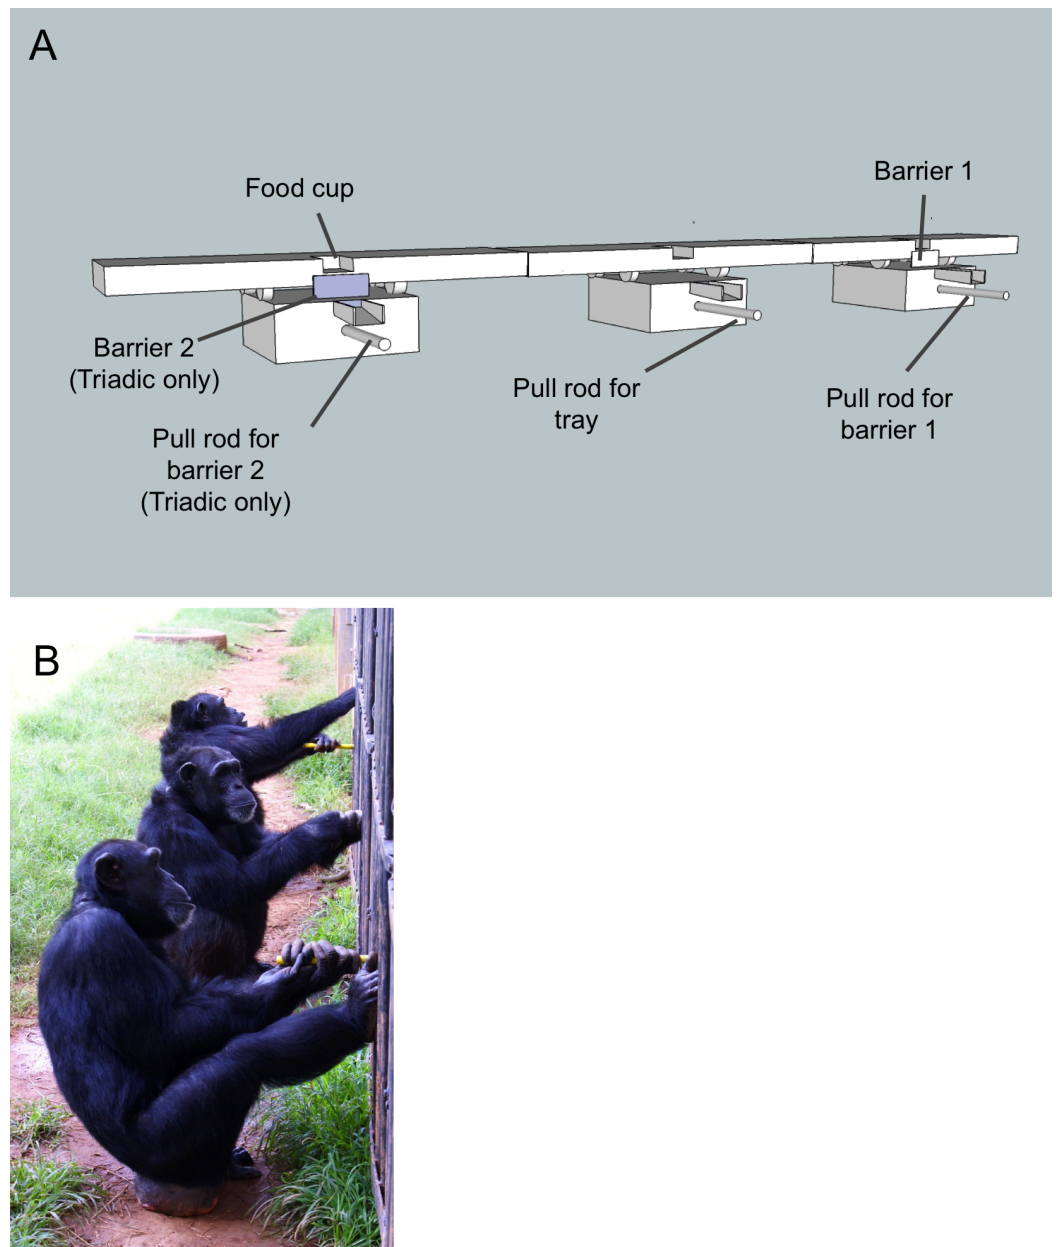 A
Barrier 1
Food cup
Barrier 2
(Triadic only)
Pull rod for
tray
Pull rod for
barrier 1
Pull rod for
barrier 2
(Triadic only)
B